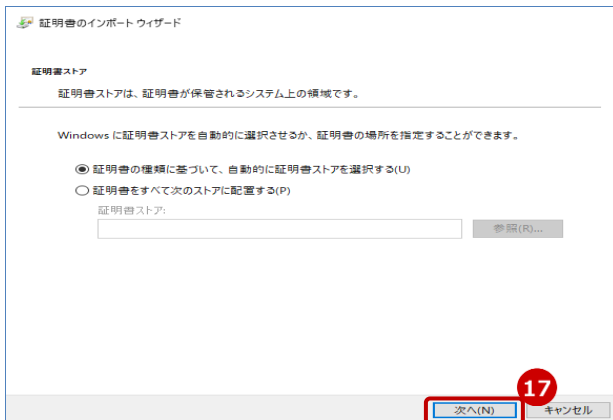 証明書のインポート ウィザード
証明書ストア
証明書ストアは、証明書が保管されるシステム上の領域です。
Windows に証明書ストアを自動的に選択させるか、証明書の場所を指定することができます。
証明書の種類に基づいて、自動的に証明書ストアを選択する(U)
証明書をすべて次のストアに配置する(P)
証明書ストア:
参照(R)...
17
次へ(N) キャンセル